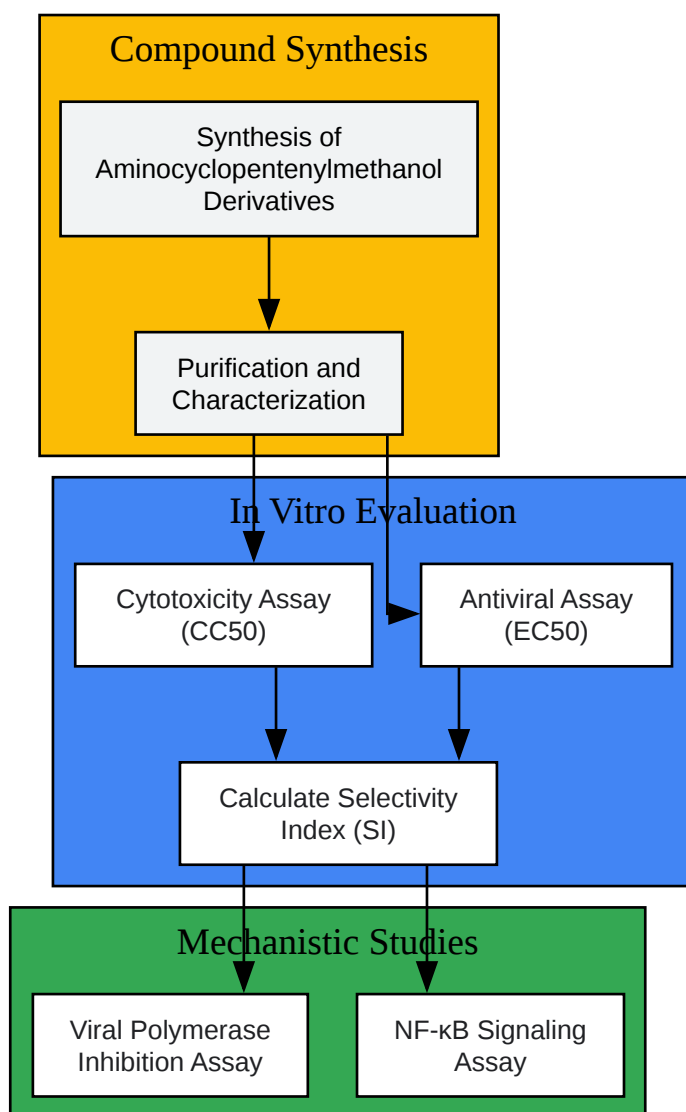 Compound Synthesis
Synthesis of
Aminocyclopentenylmethanol
Derivatives
Purification and
Characterization
In Vitro Evaluation
Cytotoxicity Assay
(CC50)
Antiviral Assay
(EC50)
Calculate Selectivity
Index (SI)
Mechanistic Studies
Viral Polymerase
Inhibition Assay
NF-κB Signaling
Assay